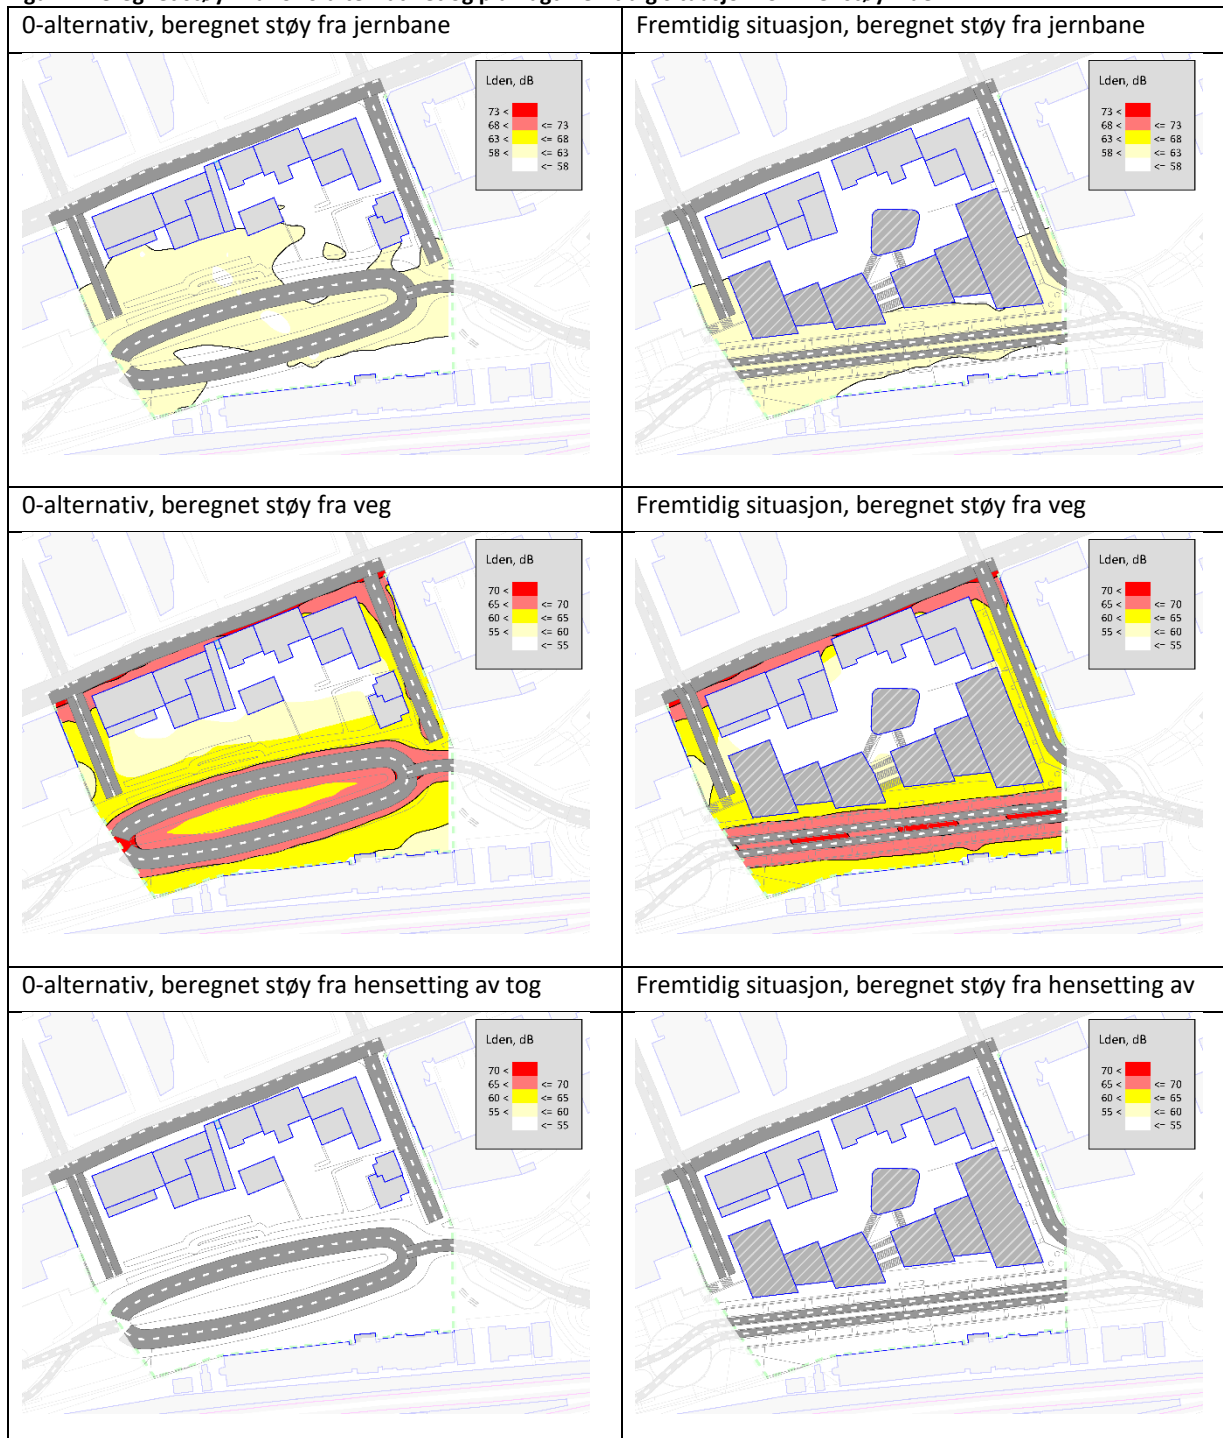 0-alternativ, beregnet støy fra jernbane
Fremtidig situasjon, beregnet støy fra jernbane
Lden, dB
73 <
68 < <= 73
63 < <= 68
58 < <= 63
<= 58
Lden, dB
73 <
68 < <= 73
63 < <= 68
58 < <= 63
<= 58
0-alternativ, beregnet støy fra veg
Fremtidig situasjon, beregnet støy fra veg
Lden, dB
70 <
65 < <= 70
60 < <= 65
55 < <= 60
<= 55
Lden, dB
70 <
65 < <= 70
60 < <= 65
55 < <= 60
<= 55
0-alternativ, beregnet støy fra hensetting av tog
Fremtidig situasjon, beregnet støy fra hensetting av
Lden, dB
70 <
65 < <= 70
60 < <= 65
55 < <= 60
<= 55
Lden, dB
70 <
65 < <= 70
60 < <= 65
55 < <= 60
<= 55